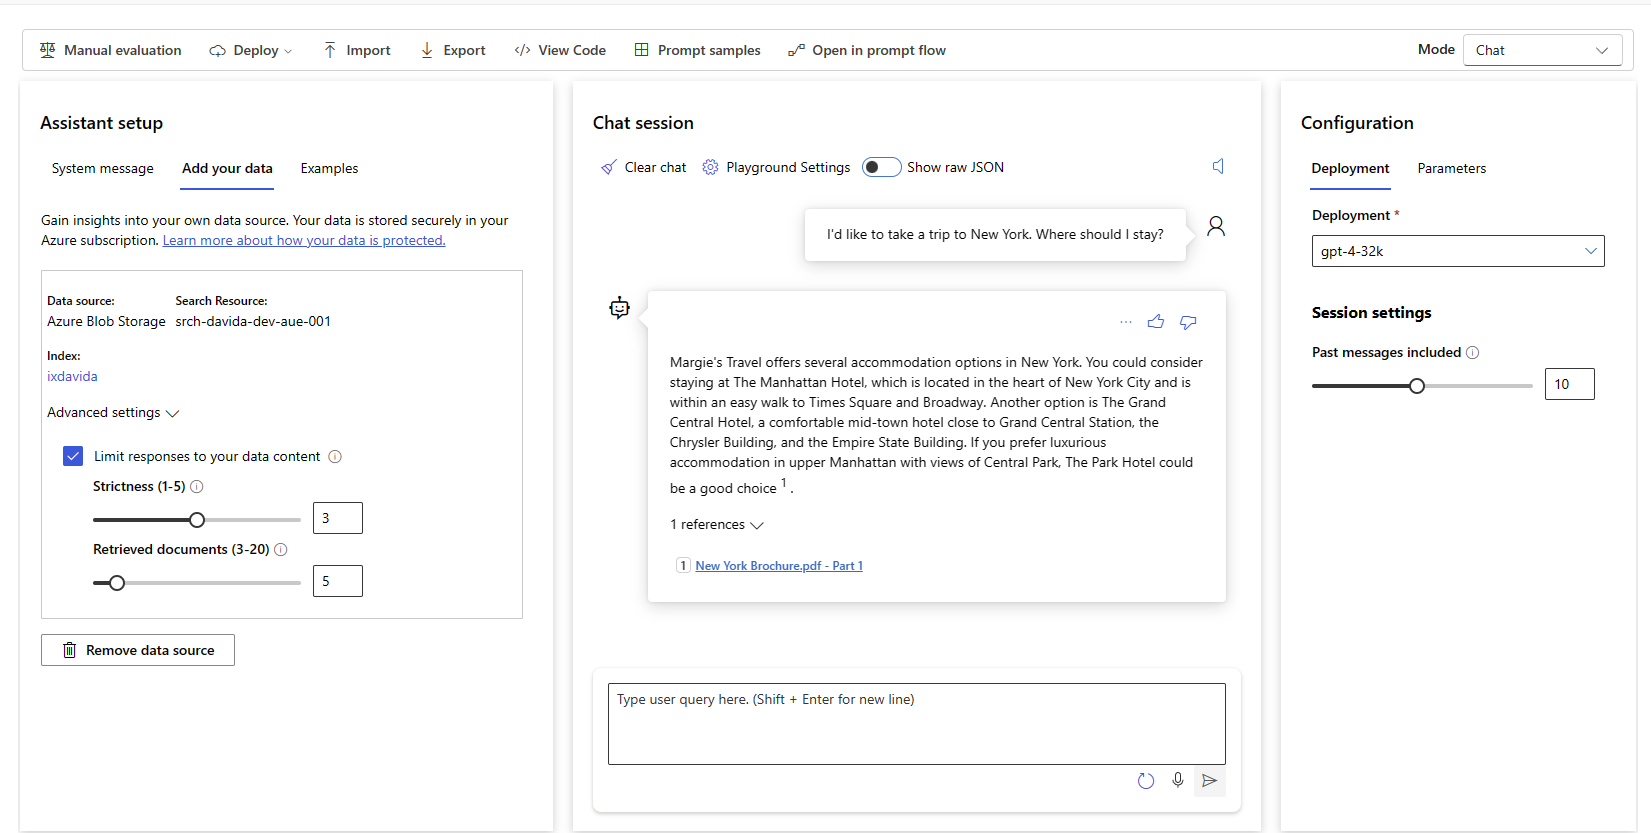 Manual evaluation Deploy Import Export View Code Prompt samples Open in prompt flow Mode Chat
Assistant setup
System message Add your data Examples
Gain insights into your own data source. Your data is stored securely in your
Azure subscription. Learn more about how your data is protected.
Data source: Search Resource:
Azure Blob Storage srch-davida-dev-aue-001
Index:
ixdavida
Advanced settings
Limit responses to your data content
Strictness (1-5)
3
Retrieved documents (3-20)
5
Remove data source
Chat session
Clear chat Playground Settings Show raw JSON
I'd like to take a trip to New York. Where should I stay?
Margie's Travel offers several accommodation options in New York. You could consider
staying at The Manhattan Hotel, which is located in the heart of New York City and is
within an easy walk to Times Square and Broadway. Another option is The Grand
Central Hotel, a comfortable mid-town hotel close to Grand Central Station, the
Chrysler Building, and the Empire State Building. If you prefer luxurious
accommodation in upper Manhattan with views of Central Park, The Park Hotel could
be a good choice 1 .
1 references
1 New York Brochure.pdf - Part 1
Type user query here. (Shift + Enter for new line)
Configuration
Deployment Parameters
Deployment *
gpt-4-32k
Session settings
Past messages included
10